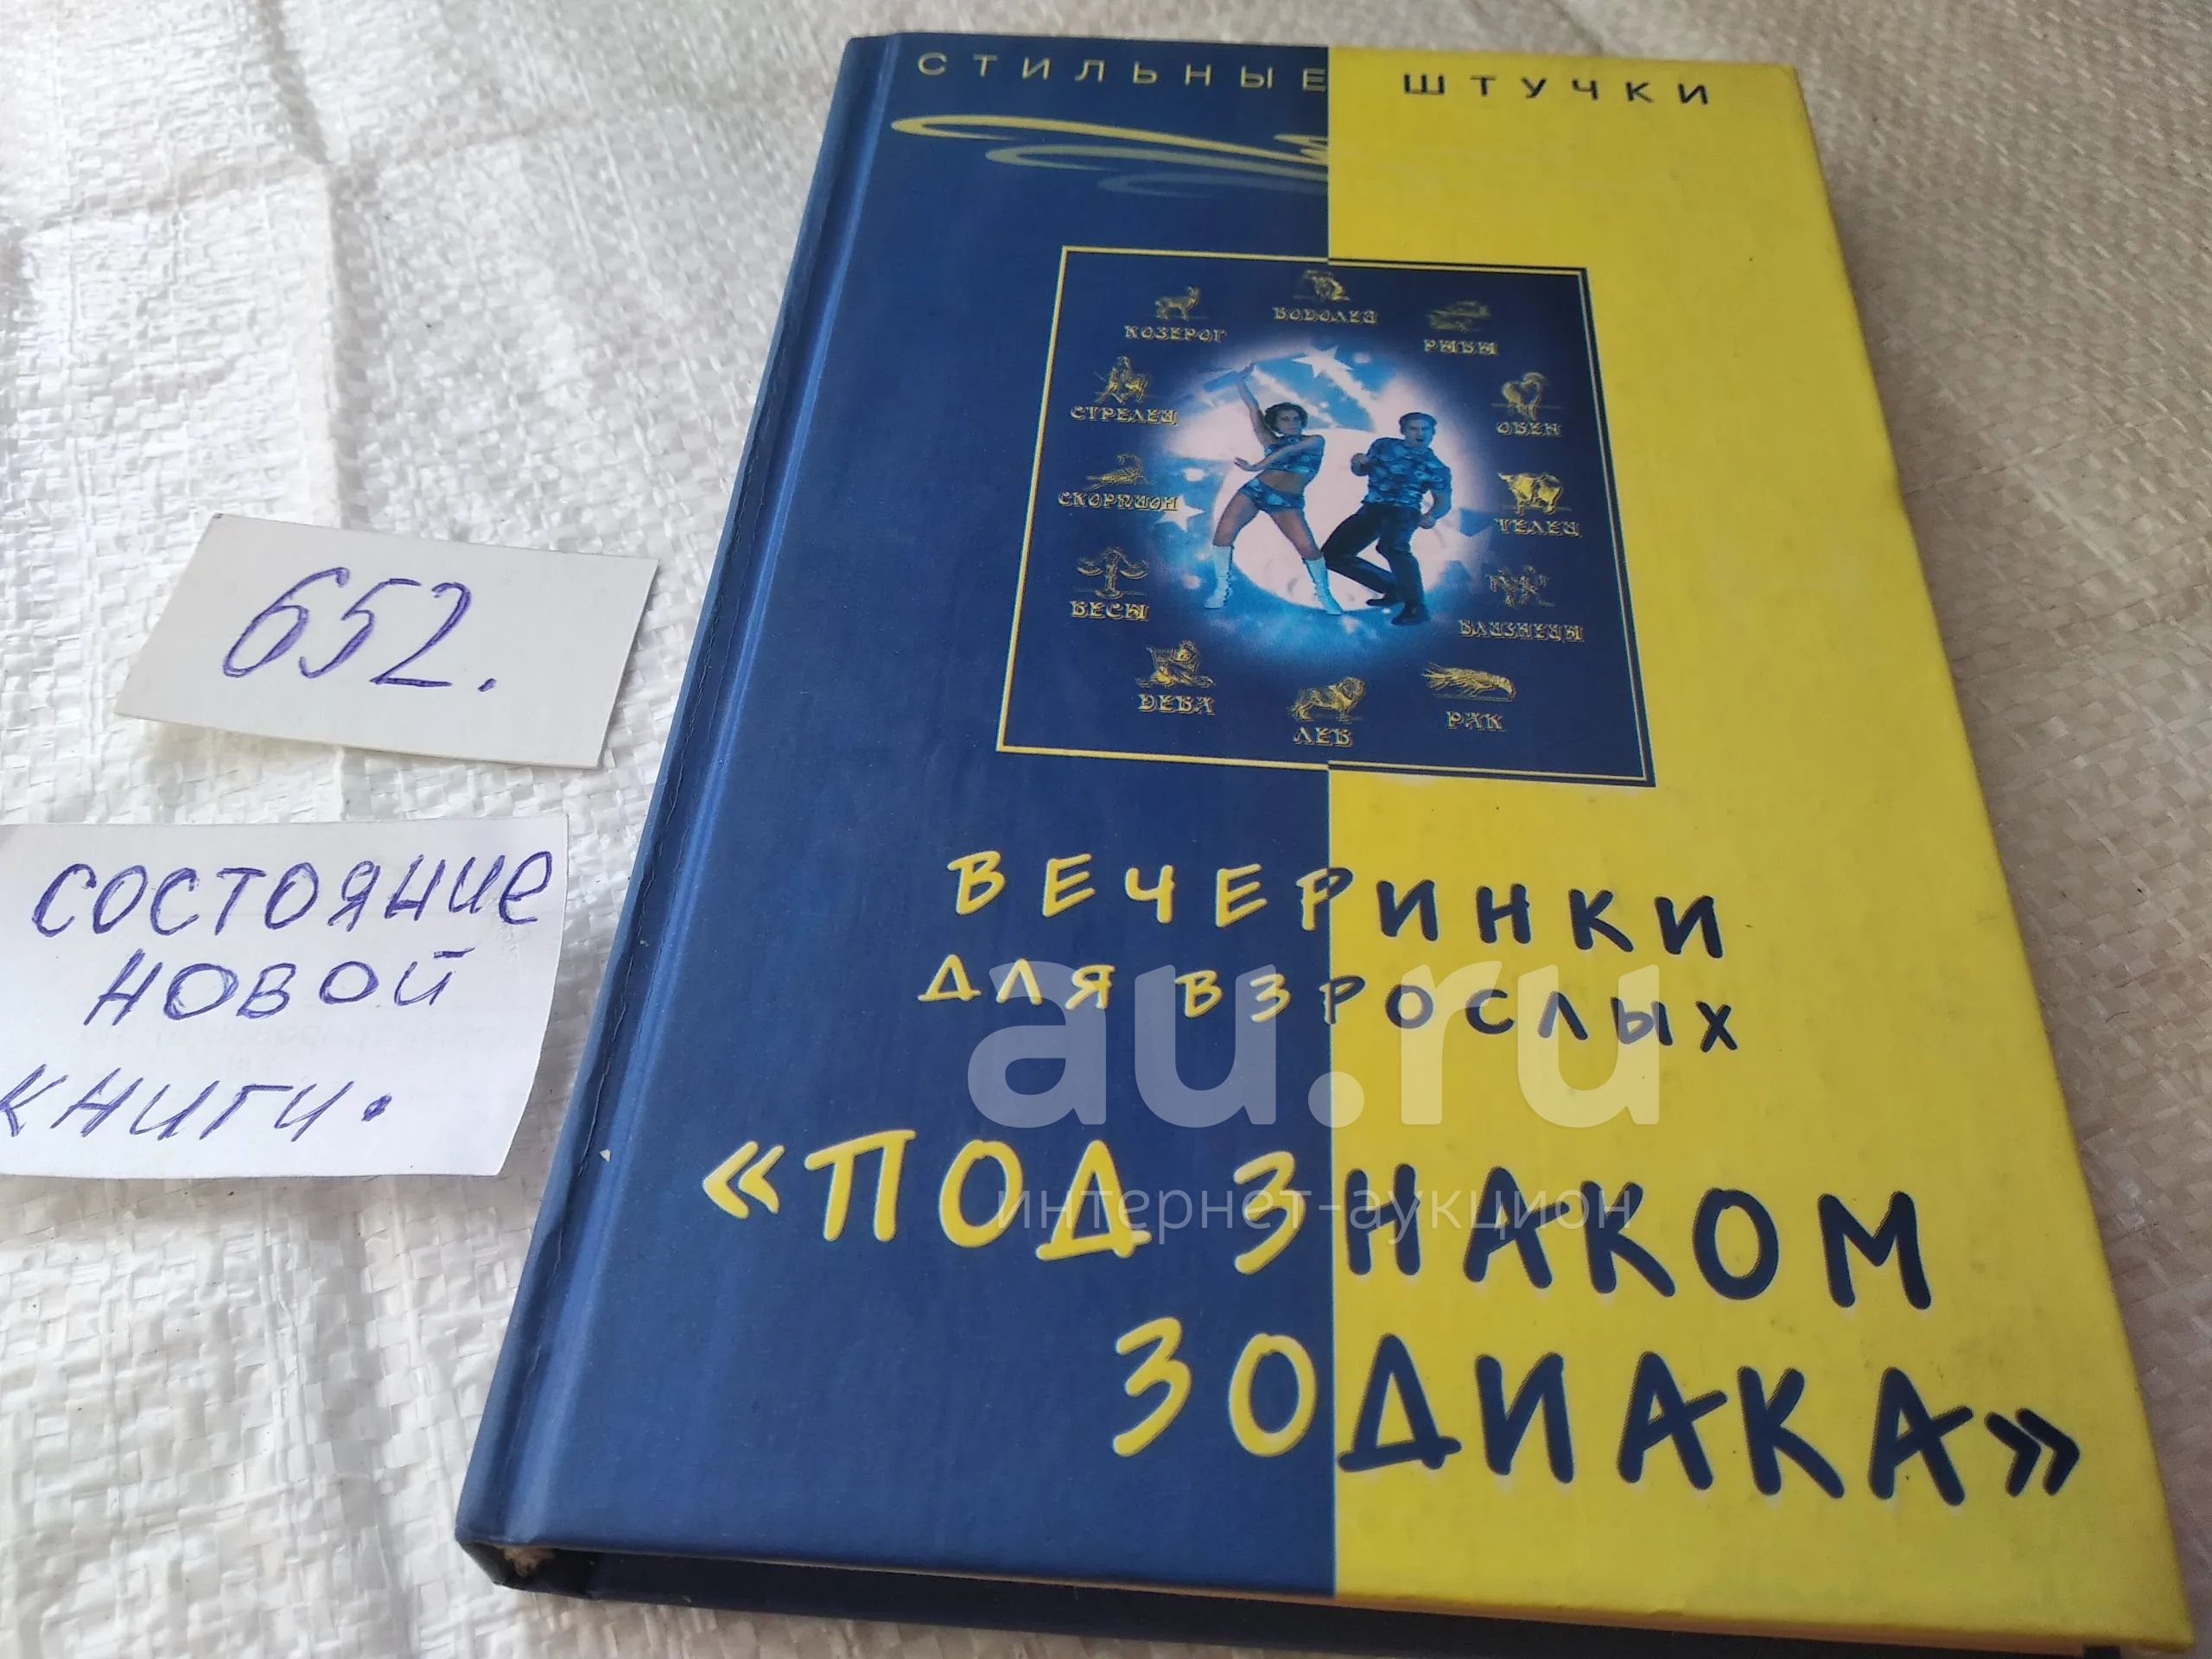 СТИЛЬНЫЕ ШТУЧКИ
КОЗЕРОГ
ВОДОЛЕЙ
РЫБЫ
СТРЕЛЕЦ
ОВЕН
СКОРПИОН
ТЕЛЕЦ
ВЕСЫ
БЛИЗНЕЦЫ
ДЕВА
ЛЕВ
РАК
ВЕЧЕРИНКИ
ДЛЯ ВЗРОСЛЫХ
«ПОД ЗНАКОМ
ЗОДИАКА»
652.
СОСТОЯНИЕ
НОВОЙ
КНИГИ.
au.ru
интернет-аукцион